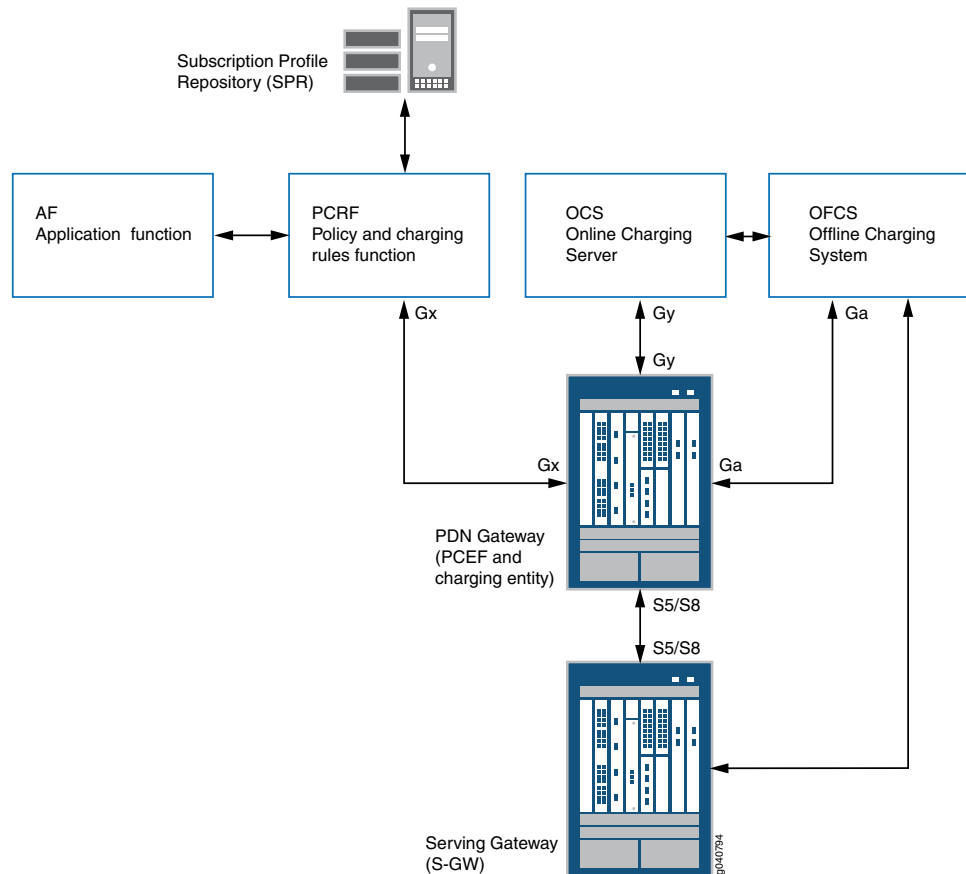 Subscription Profile
Repository (SPR)
AF
Application function
PCRF
Policy and charging
rules function
OCS
Online Charging
Server
OFCS
Offline Charging
System
Gx
Gy
Ga
Gy
Gx
Ga
PDN Gateway
(PCEF and
charging entity)
S5/S8
S5/S8
Serving Gateway
(S-GW)
g040794